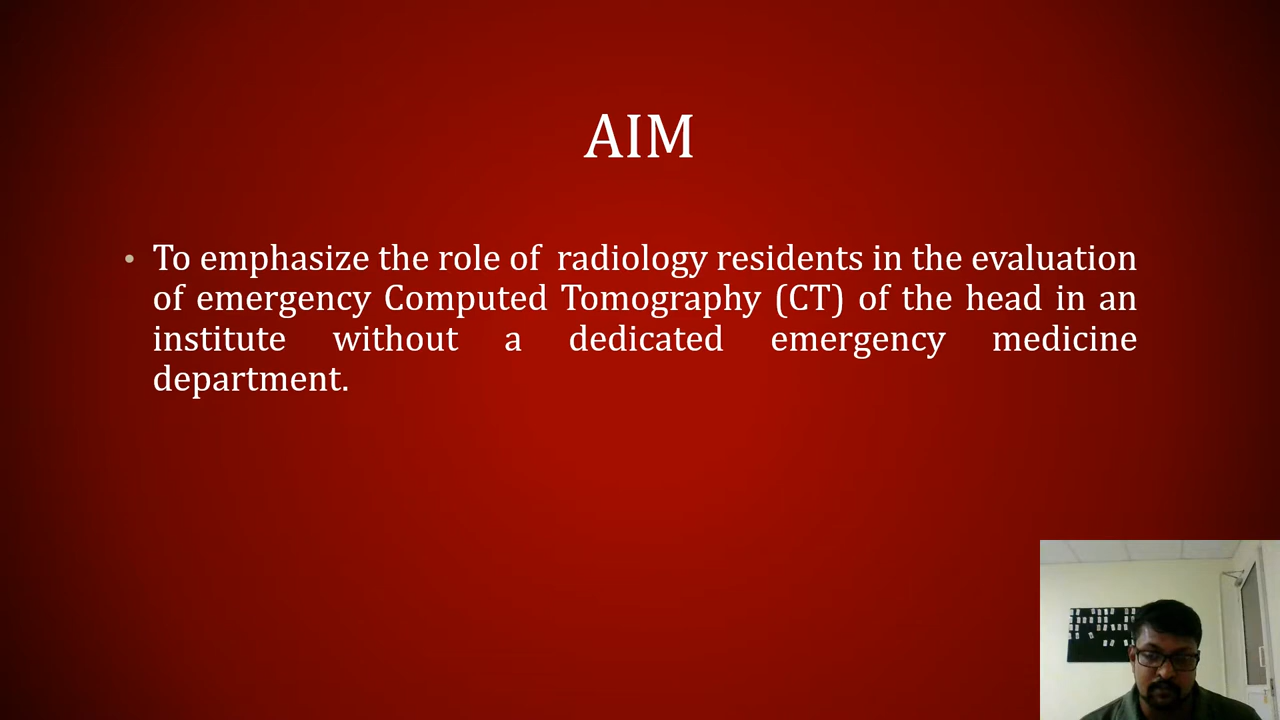 AIM
• To emphasize the role of radiology residents in the evaluation
of emergency Computed Tomography (CT) of the head in an
institute without a dedicated emergency medicine
department.